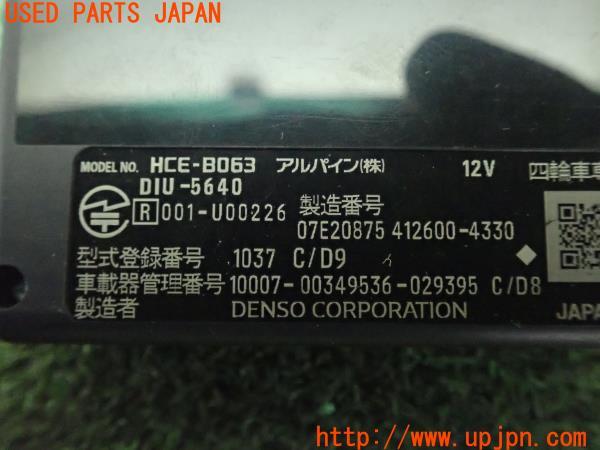 USED PARTS JAPAN
MODEL NO. HCE-B063 アルパイン(株) 12V 四輪車専
DIU-5640
R 001-U00226 製造番号
07E20875 412600-4330
型式登録番号 1037 C/D9
車載器管理番号 10007-00349536-029395 C/D8
製造者 DENSO CORPORATION JAPA
http://www.upjpn.com/